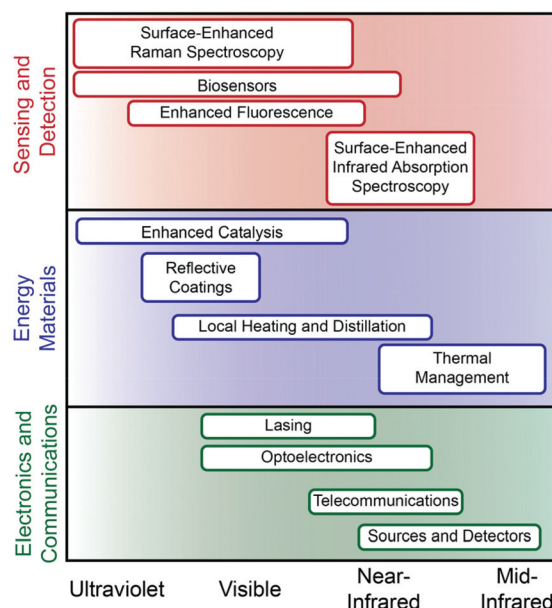 Sensing and
Detection
Surface-Enhanced
Raman Spectroscopy
Biosensors
Enhanced Fluorescence
Surface-Enhanced
Infrared Absorption
Spectroscopy
Energy
Materials
Enhanced Catalysis
Reflective
Coatings
Local Heating and Distillation
Thermal
Management
Electronics and
Communications
Lasing
Optoelectronics
Telecommunications
Sources and Detectors
Ultraviolet
Visible
Near-
Infrared
Mid-
Infrared